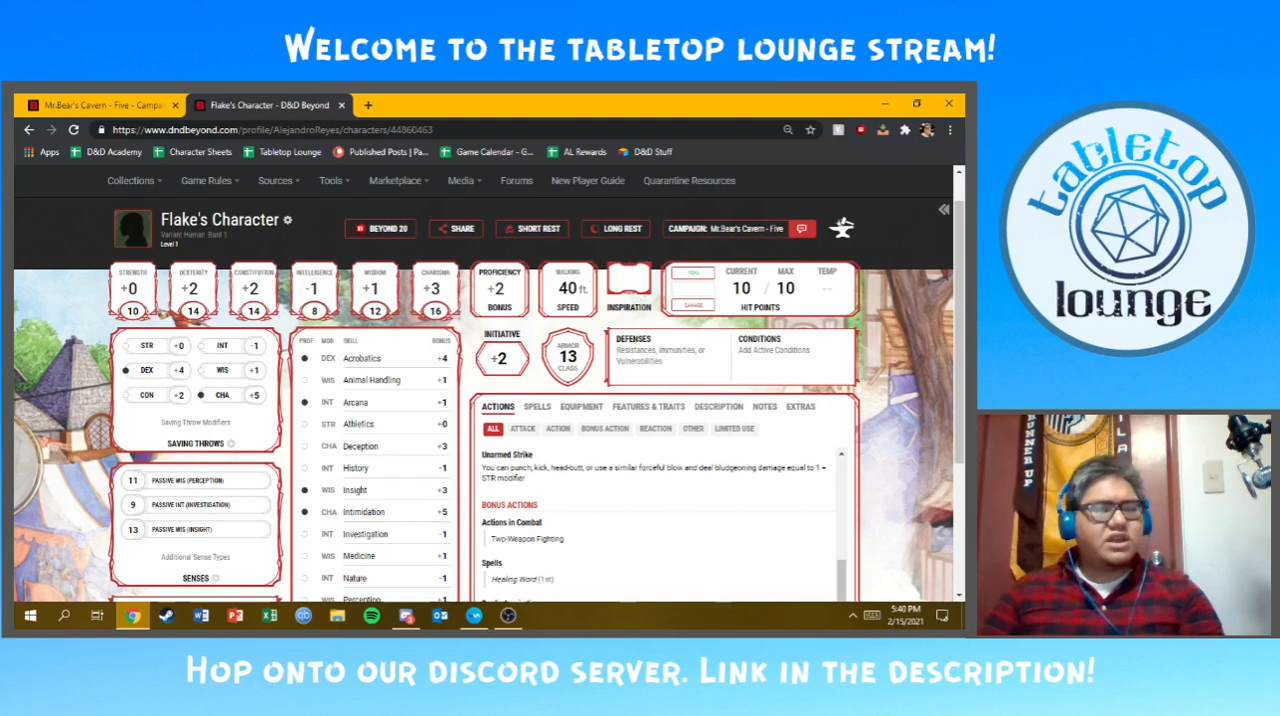 WELCOME TO THE TABLETOP LOUNGE STREAM!
Mr.Bear's Cavern - Five - Campa
Flake's Character - D&D Beyond
https://www.dndbeyond.com/profile/AlejandroReyes/characters/44860463
Apps D&D Academy Character Sheets Tabletop Lounge Published Posts | Pa... Game Calendar - G... AL Rewards D&D Stuff
Collections Game Rules Sources Tools Marketplace Media Forums New Player Guide Quarantine Resources
Flake's Character
Variant Human Bard 1
Level 1
BEYOND 20 SHARE SHORT REST LONG REST CAMPAIGN: Mr.Bear's Cavern - Five
STRENGTH +0 10
DEXTERITY +2 14
CONSTITUTION +2 14
INTELLIGENCE -1 8
WISDOM +1 12
CHARISMA +3 16
PROFICIENCY +2 BONUS
WALKING 40 ft. SPEED
INSPIRATION
HEAL
DAMAGE
CURRENT MAX TEMP
10 / 10 --
HIT POINTS
STR +0 INT -1
DEX +4 WIS +1
CON +2 CHA +5
Saving Throw Modifiers
SAVING THROWS
11 PASSIVE WIS (PERCEPTION)
9 PASSIVE INT (INVESTIGATION)
13 PASSIVE WIS (INSIGHT)
Additional Sense Types
SENSES
PROF MOD SKILL BONUS
DEX Acrobatics +4
WIS Animal Handling +1
INT Arcana +1
STR Athletics +0
CHA Deception +3
INT History -1
WIS Insight +3
CHA Intimidation +5
INT Investigation -1
WIS Medicine +1
INT Nature -1
WIS Perception +1
INITIATIVE
+2
ARMOR
13
CLASS
DEFENSES
Resistances, Immunities, or
Vulnerabilities
CONDITIONS
Add Active Conditions
ACTIONS SPELLS EQUIPMENT FEATURES & TRAITS DESCRIPTION NOTES EXTRAS
ALL ATTACK ACTION BONUS ACTION REACTION OTHER LIMITED USE
Unarmed Strike
You can punch, kick, head-butt, or use a similar forceful blow and deal bludgeoning damage equal to 1 +
STR modifier
BONUS ACTIONS
Actions in Combat
Two-Weapon Fighting
Spells
Healing Word (1st)
5:40 PM
2/15/2021
tabletop
lounge
RUNNER UP
HOP ONTO OUR DISCORD SERVER. LINK IN THE DESCRIPTION!